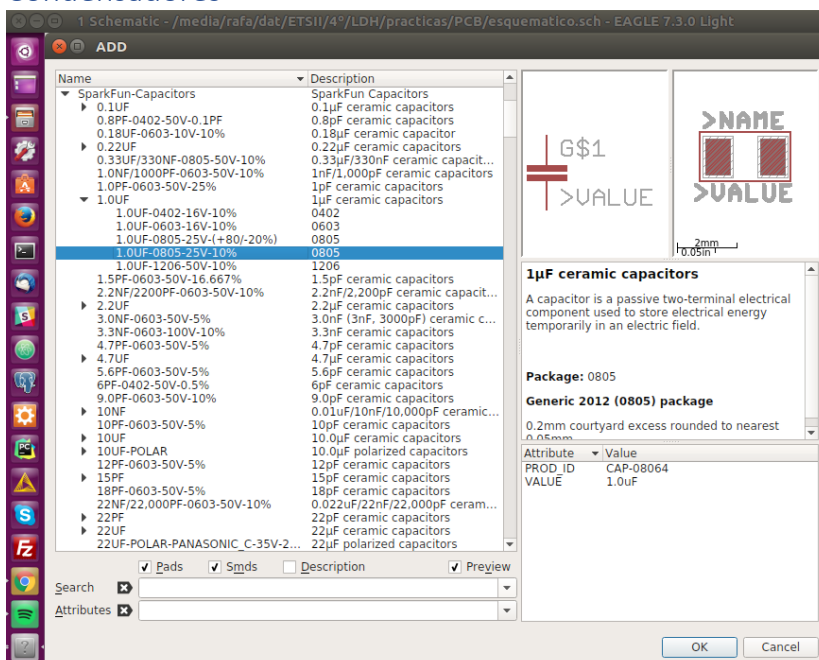 1 Schematic - /media/rafa/dat/ETSII/4º/LDH/practicas/PCB/esquematico.sch - EAGLE 7.3.0 Light
ADD
Name Description
SparkFun-Capacitors SparkFun Capacitors
0.1UF 0.1µF ceramic capacitors
0.8PF-0402-50V-0.1PF 0.8pF ceramic capacitors
0.18UF-0603-10V-10% 0.18µF ceramic capacitor
0.22UF 0.22µF ceramic capacitors
0.33UF/330NF-0805-50V-10% 0.33µF/330nF ceramic capacit...
1.0NF/1000PF-0603-50V-10% 1nF/1,000pF ceramic capacitors
1.0PF-0603-50V-25% 1pF ceramic capacitors
1.0UF 1µF ceramic capacitors
1.0UF-0402-16V-10% 0402
1.0UF-0603-16V-10% 0603
1.0UF-0805-25V-(+80/-20%) 0805
1.0UF-0805-25V-10% 0805
1.0UF-1206-50V-10% 1206
1.5PF-0603-50V-16.667% 1.5pF ceramic capacitors
2.2NF/2200PF-0603-50V-10% 2.2nF/2,200pF ceramic capacit...
2.2UF 2.2µF ceramic capacitors
3.0NF-0603-50V-5% 3.0nF (3nF, 3000pF) ceramic c...
3.3NF-0603-100V-10% 3.3nF ceramic capacitors
4.7PF-0603-50V-5% 4.7pF ceramic capacitors
4.7UF 4.7µF ceramic capacitors
5.6PF-0603-50V-5% 5.6pF ceramic capacitors
6PF-0402-50V-0.5% 6pF ceramic capacitors
9.0PF-0603-50V-10% 9.0pF ceramic capacitors
10NF 0.01uF/10nF/10,000pF ceramic...
10PF-0603-50V-5% 10pF ceramic capacitors
10UF 10.0µF ceramic capacitors
10UF-POLAR 10.0µF polarized capacitors
12PF-0603-50V-5% 12pF ceramic capacitors
15PF 15pF ceramic capacitors
18PF-0603-50V-5% 18pF ceramic capacitors
22NF/22,000PF-0603-50V-10% 0.022uF/22nF/22,000pF ceram...
22PF 22pF ceramic capacitors
22UF 22µF ceramic capacitors
22UF-POLAR-PANASONIC_C-35V-2... 22µF polarized capacitors
Pads Smds Description Preview
Search
Attributes
G$1
>VALUE
>NAME
>VALUE
2mm
0.05in
1µF ceramic capacitors
A capacitor is a passive two-terminal electrical
component used to store electrical energy
temporarily in an electric field.
Package: 0805
Generic 2012 (0805) package
0.2mm courtyard excess rounded to nearest
0.05mm
Attribute Value
PROD_ID CAP-08064
VALUE 1.0uF
OK Cancel